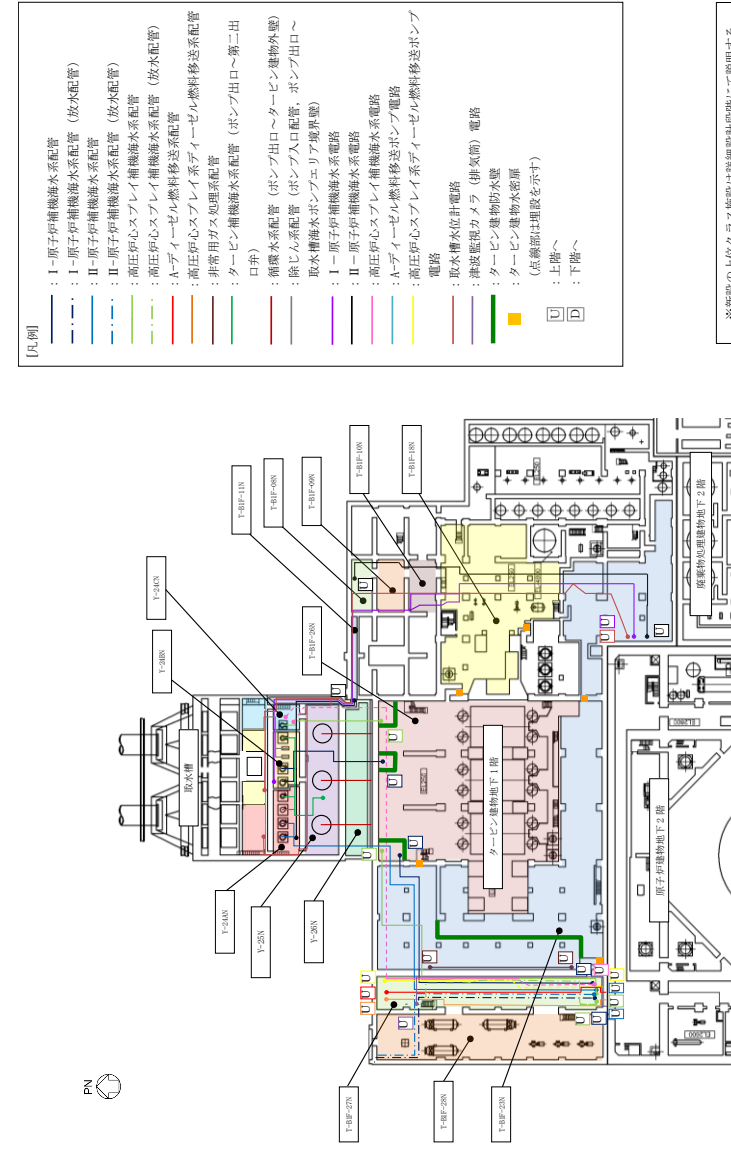 [凡例]
：Ⅰ-原子炉補機海水系配管
：Ⅰ-原子炉補機海水系配管（放水配管）
：Ⅱ-原子炉補機海水系配管
：Ⅱ-原子炉補機海水系配管（放水配管）
：高圧炉心スプレイ補機海水系配管
：高圧炉心スプレイ補機海水系配管（放水配管）
：A-ディーゼル燃料移送系配管
：高圧炉心スプレイ系ディーゼル燃料移送系配管
：非常用ガス処理系配管
：タービン補機海水系配管（ポンプ出口～第二出
口弁）
：循環水系配管（ポンプ出口～タービン建物外壁）
：除じん系配管（ポンプ入口配管，ポンプ出口～
取水槽海水ポンプエリア境界壁）
：Ⅰ-原子炉補機海水系電路
：Ⅱ-原子炉補機海水系電路
：高圧炉心スプレイ補機海水系電路
：A-ディーゼル燃料移送ポンプ電路
：高圧炉心スプレイ系ディーゼル燃料移送ポンプ
電路
：取水槽水位計電路
：津波監視カメラ（排気筒）電路
：タービン建物防水壁
：タービン建物水密扉
（点線部は埋設を示す）
U：上階へ
D：下階へ
PN
Y-24AN
Y-25N
Y-26N
Y-24BN
Y-24CN
取水槽
T-B1F-26N
T-B1F-11N
T-B1F-08N
T-B1F-09N
T-B1F-10N
T-B1F-18N
T-B1F-27N
T-B1F-28N
T-B1F-23N
タービン建物地下1階
原子炉建物地下2階
廃棄物処理建物地下2階
EL250
EL2800
U